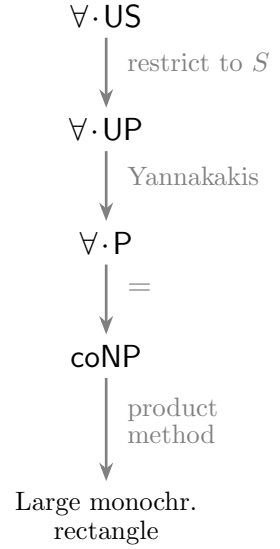 ∀·US
restrict to S
∀·UP
Yannakakis
∀·P
=
coNP
product
method
Large monochr.
rectangle